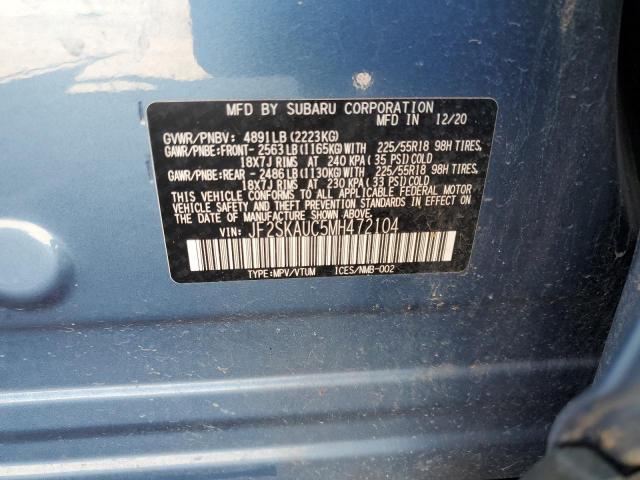 MFD BY SUBARU CORPORATION
MFD IN 12/20
GVWR/PNBV: 4891LB (2223KG)
GAWR/PNBE:FRONT- 2563LB(1165KG)WITH 225/55R18 98H TIRES,
18X7J RIMS AT 240 KPA(35 PSI)COLD
GAWR/PNBE:REAR - 2486LB(1130KG)WITH 225/55R18 98H TIRES,
18X7J RIMS AT 230 KPA(33 PSI)COLD
THIS VEHICLE CONFORMS TO ALL APPLICABLE FEDERAL MOTOR
VEHICLE SAFETY, BUMPER, AND THEFT PREVENTION
STANDARDS IN EFFECT ON THE DATE OF MANUFACTURE SHOWN ABOVE.
VIN: JF2SKAUC5MH472104
TYPE:MPV/VTUM ICES/NMB-002